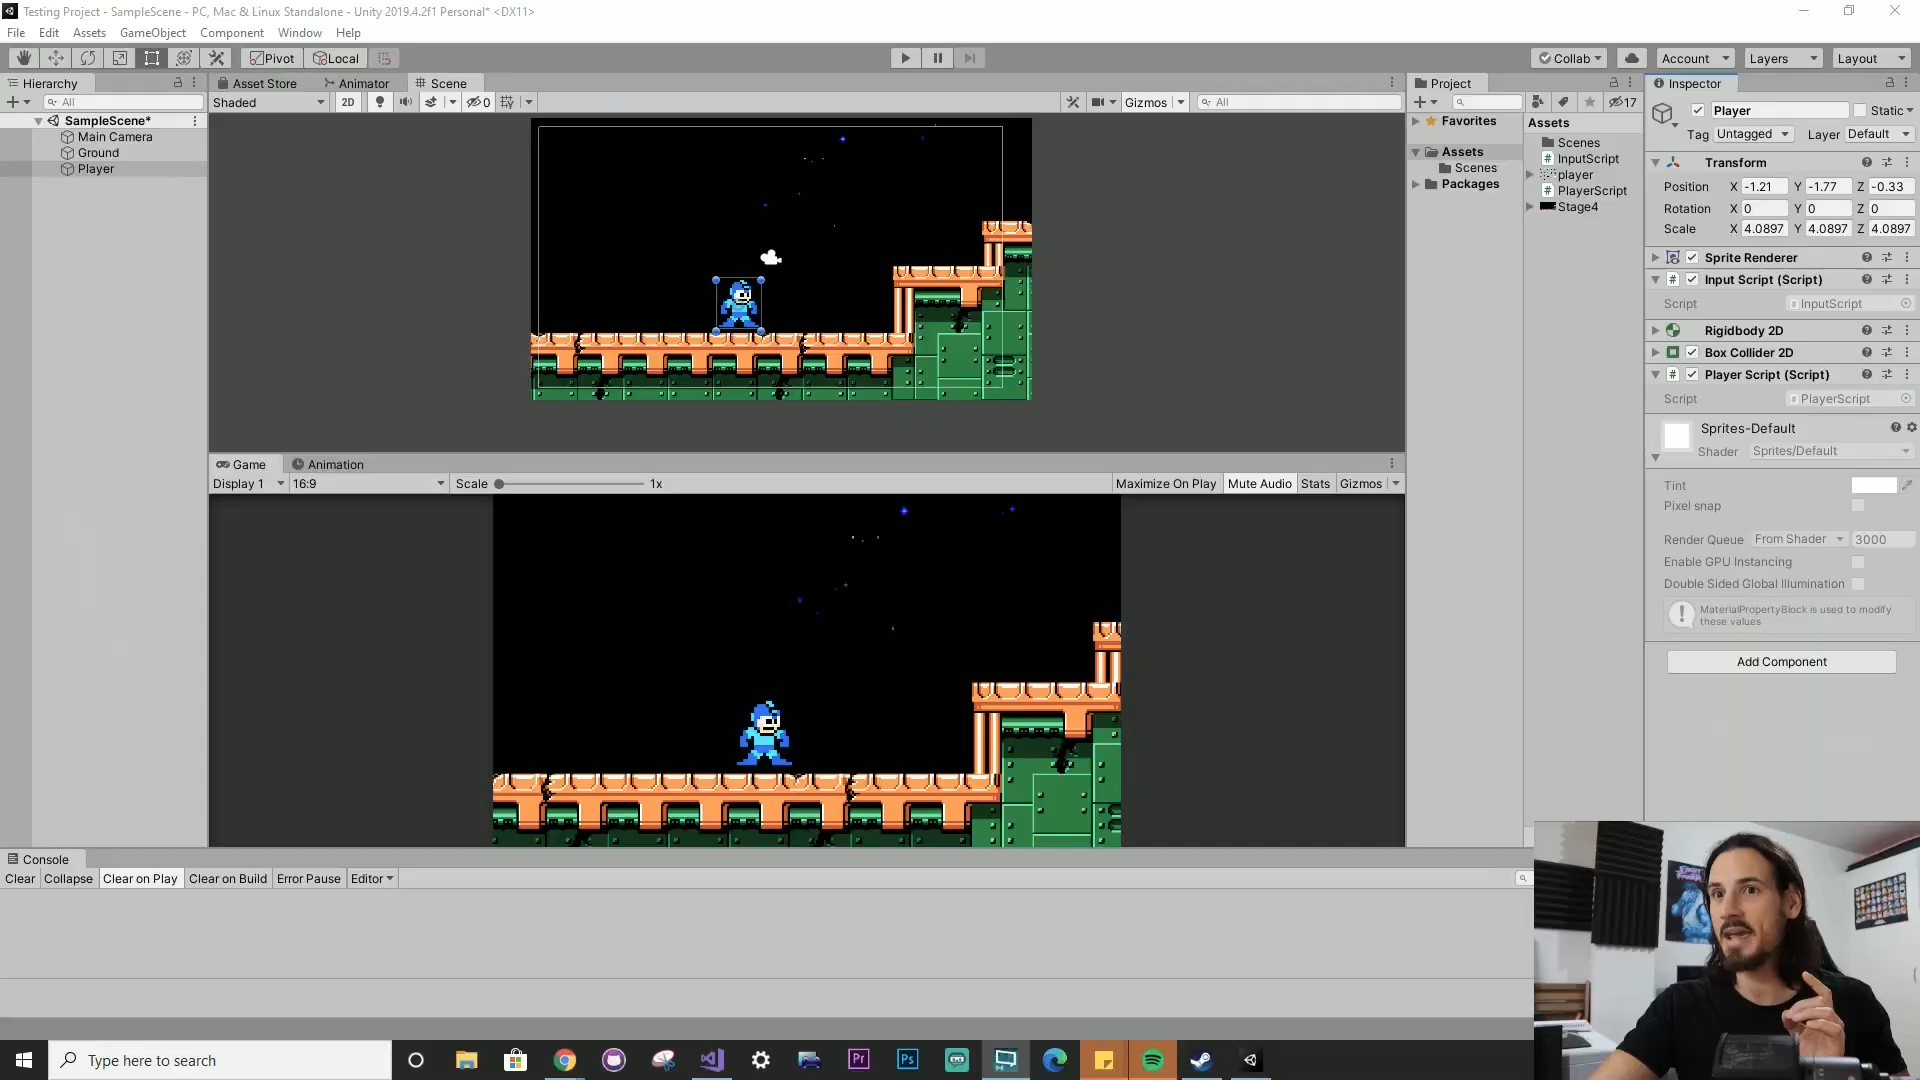 Testing Project - SampleScene - PC, Mac & Linux Standalone - Unity 2019.4.2f1 Personal* <DX11>
File Edit Assets GameObject Component Window Help
Pivot Local Collab Account Layers Layout
Hierarchy
All
SampleScene*
Main Camera
Ground
Player
Asset Store Animator Scene
Shaded 2D 0 Gizmos All
Game Animation
Display 1 16:9 Scale 1x Maximize On Play Mute Audio Stats Gizmos
Project
17
Favorites
Assets
Scenes
Packages
Assets
Scenes
InputScript
player
PlayerScript
Stage4
Inspector
Player Static
Tag Untagged Layer Default
Transform
Position X -1.21 Y -1.77 Z -0.33
Rotation X 0 Y 0 Z 0
Scale X 4.0897 Y 4.0897 Z 4.0897
Sprite Renderer
Input Script (Script)
Script InputScript
Rigidbody 2D
Box Collider 2D
Player Script (Script)
Script PlayerScript
Sprites-Default
Shader Sprites/Default
Tint
Pixel snap
Render Queue From Shader 3000
Enable GPU Instancing
Double Sided Global Illumination
MaterialPropertyBlock is used to modify
these values
Add Component
Console
Clear Collapse Clear on Play Clear on Build Error Pause Editor
Type here to search
Pr Ps